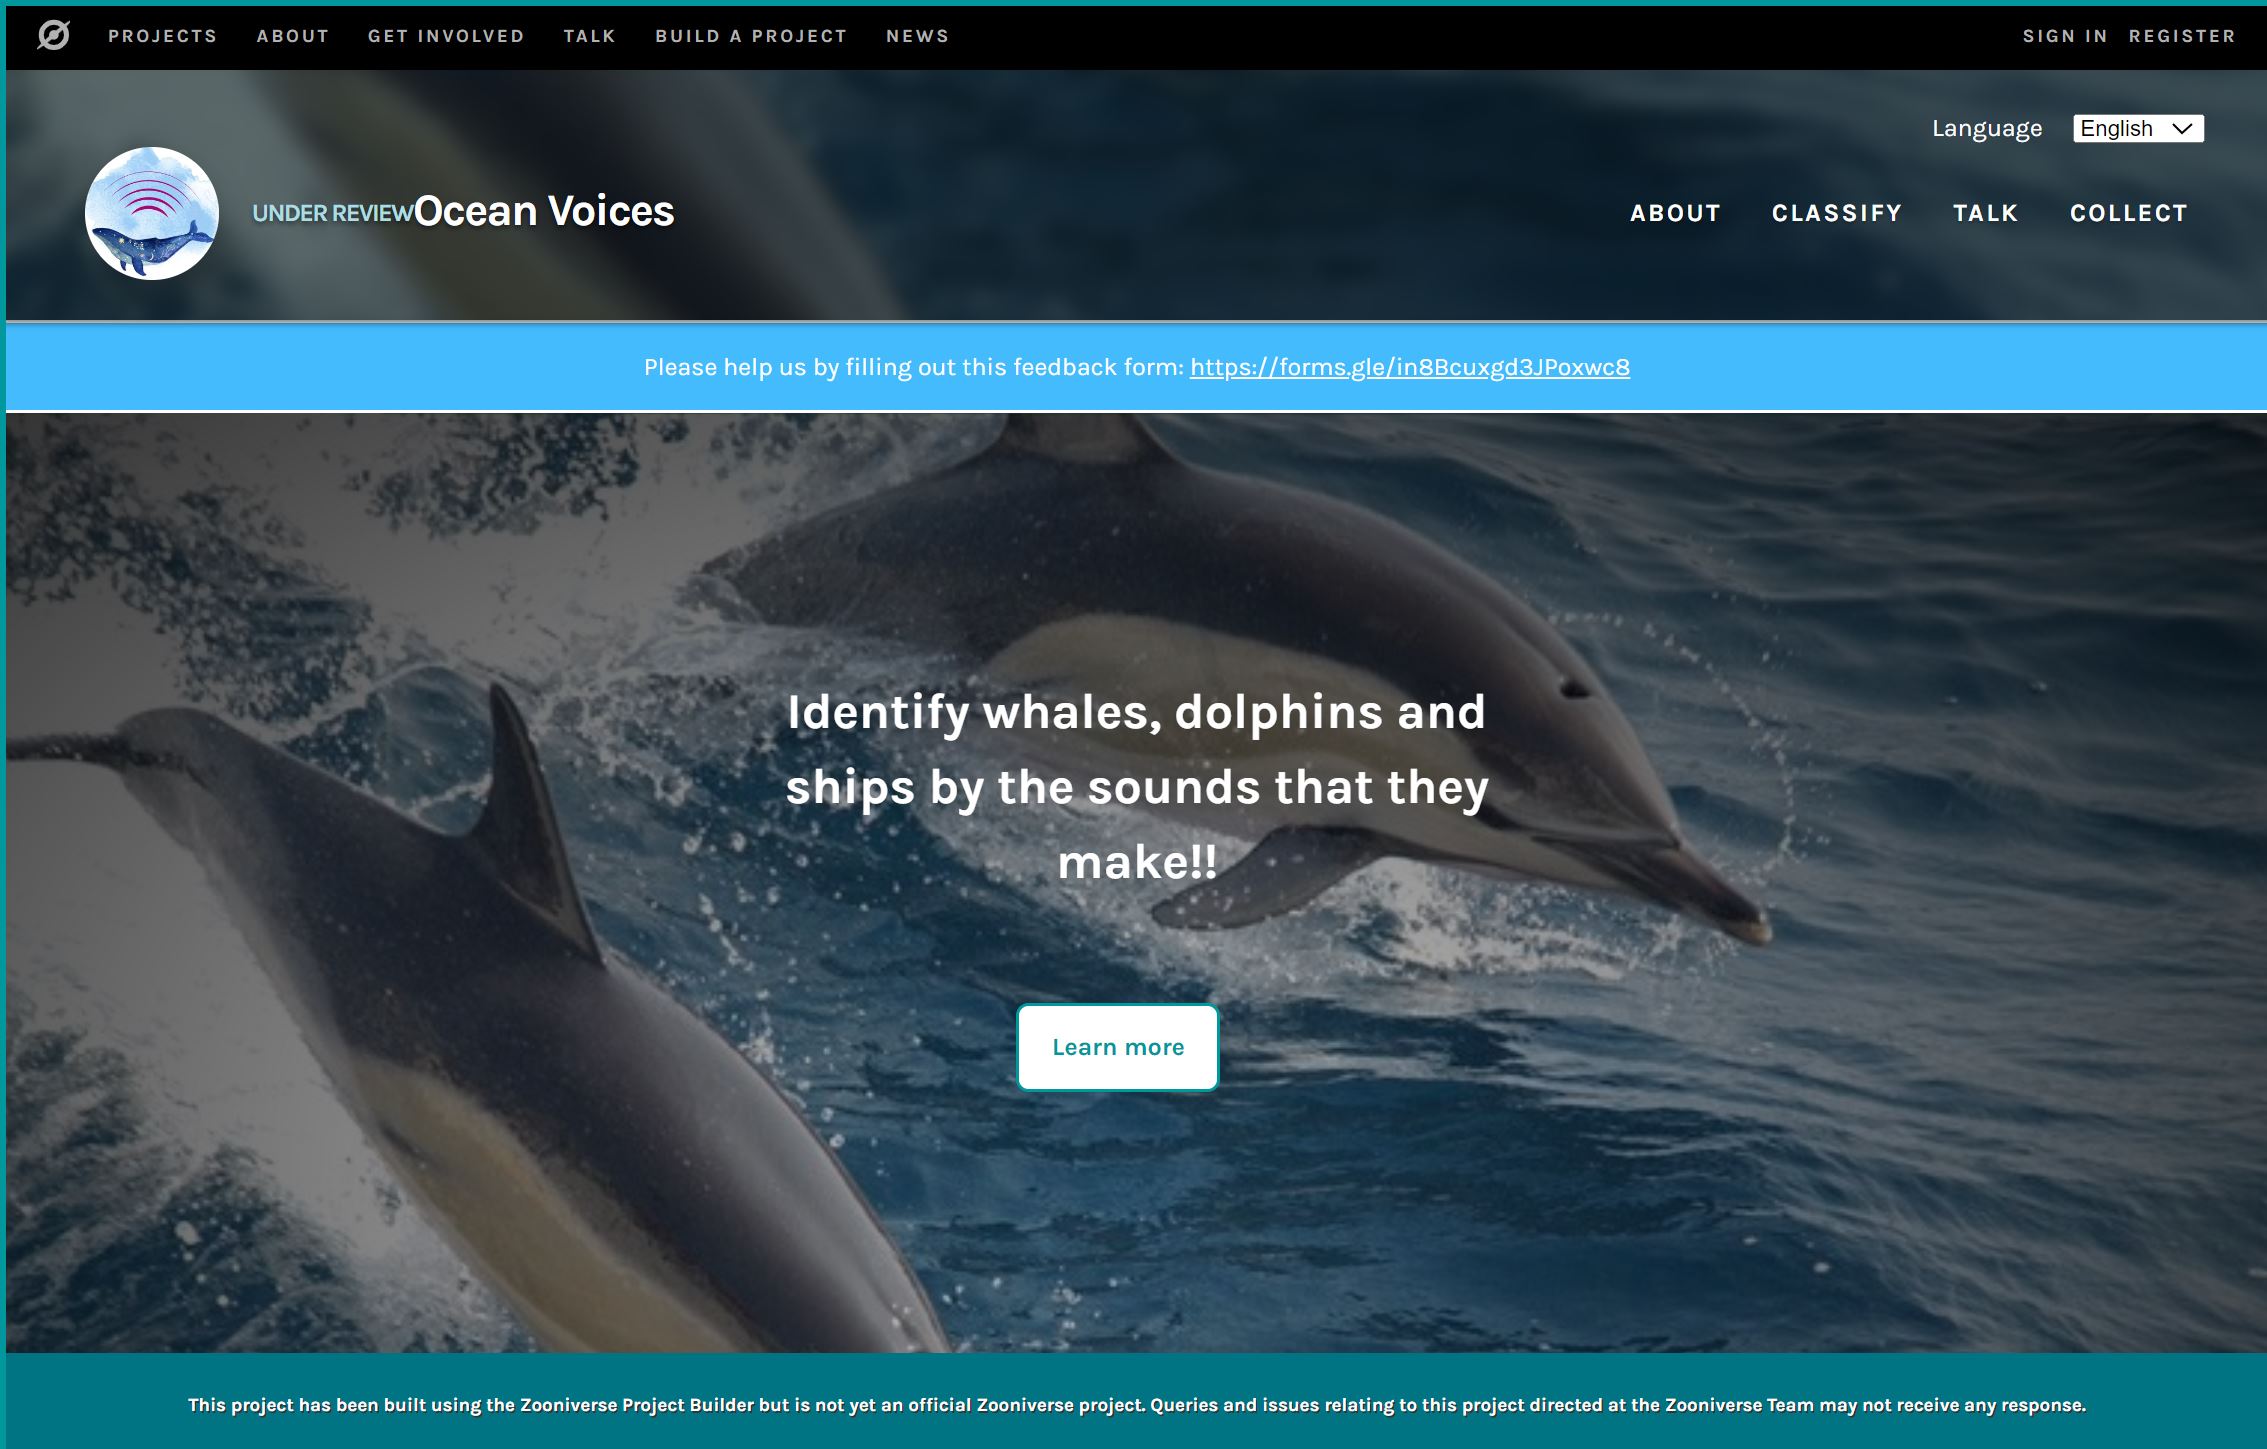 PROJECTS ABOUT GET INVOLVED TALK BUILD A PROJECT NEWS SIGN IN REGISTER
Language English
UNDER REVIEW Ocean Voices ABOUT CLASSIFY TALK COLLECT
Please help us by filling out this feedback form: https://forms.gle/in8Bcuxgd3JPoxwc8
Identify whales, dolphins and
ships by the sounds that they
make!!
Learn more
This project has been built using the Zooniverse Project Builder but is not yet an official Zooniverse project. Queries and issues relating to this project directed at the Zooniverse Team may not receive any response.